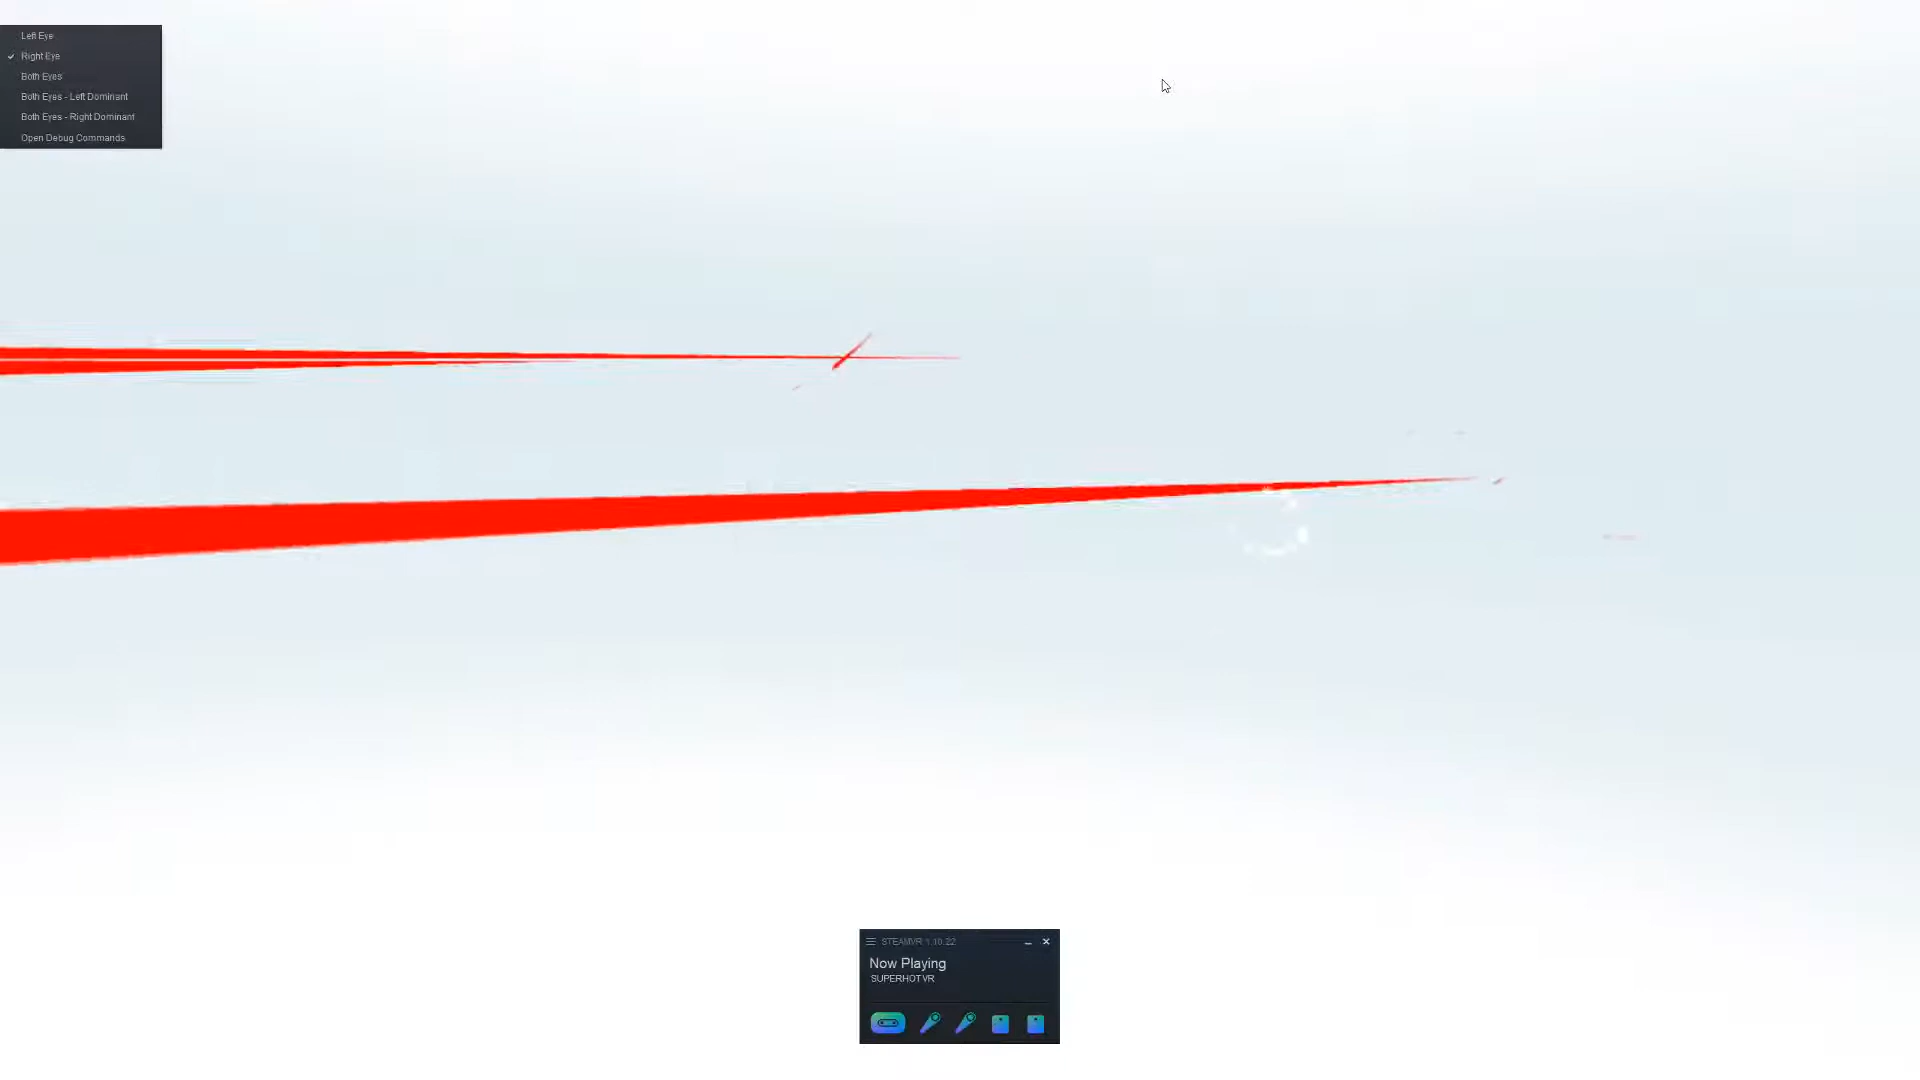 Left Eye
Right Eye
Both Eyes
Both Eyes - Left Dominant
Both Eyes - Right Dominant
Open Debug Commands
STEAMVR 1.10.22
Now Playing
SUPERHOT VR